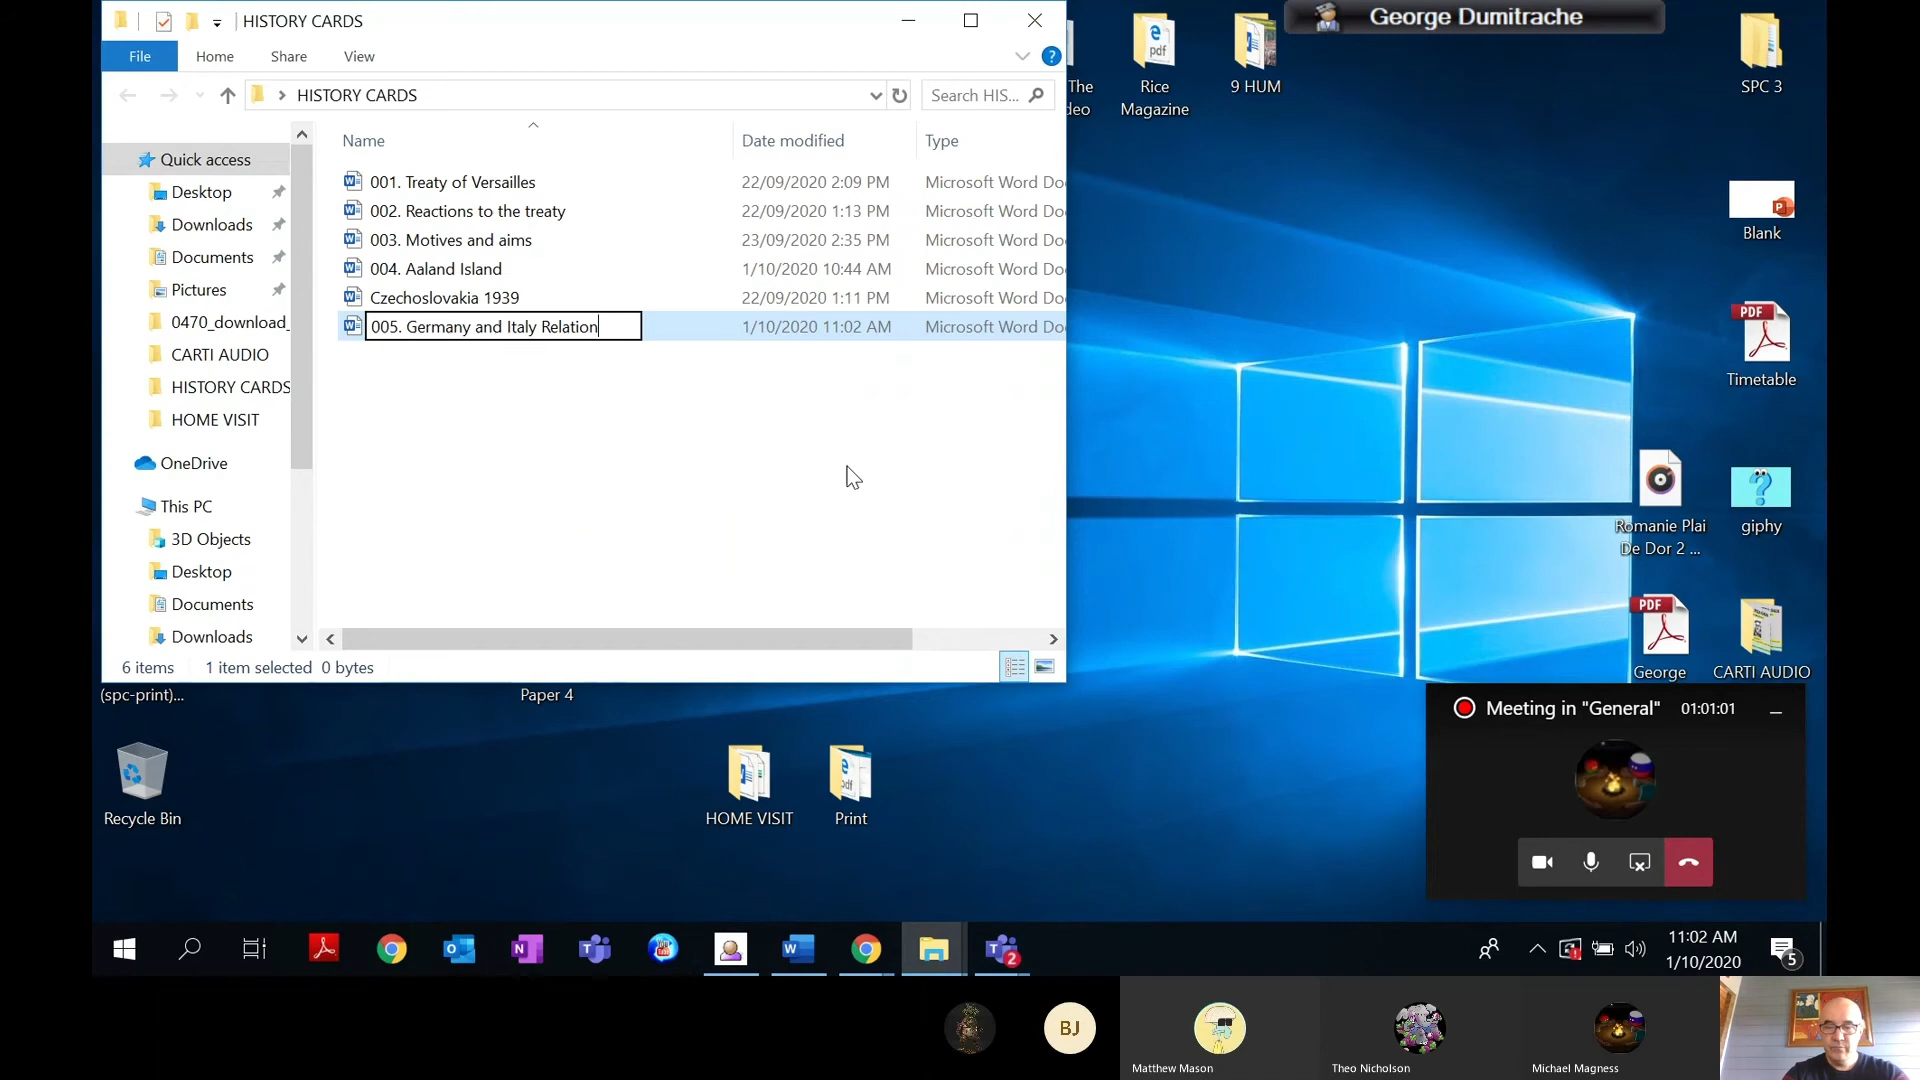 HISTORY CARDS
File
Home
Share
View
HISTORY CARDS
Search HIS...
Name
Date modified
Type
001. Treaty of Versailles
22/09/2020 2:09 PM
Microsoft Word Do
002. Reactions to the treaty
22/09/2020 1:13 PM
Microsoft Word Do
003. Motives and aims
23/09/2020 2:35 PM
Microsoft Word Do
004. Aaland Island
1/10/2020 10:44 AM
Microsoft Word Do
Czechoslovakia 1939
22/09/2020 1:11 PM
Microsoft Word Do
005. Germany and Italy Relation
1/10/2020 11:02 AM
Microsoft Word Do
Quick access
Desktop
Downloads
Documents
Pictures
0470_download_
CARTI AUDIO
HISTORY CARDS
HOME VISIT
OneDrive
This PC
3D Objects
Desktop
Documents
Downloads
6 items
1 item selected 0 bytes
George Dumitrache
The
deo
Rice
Magazine
9 HUM
SPC 3
Blank
Timetable
Romanie Plai
De Dor 2 ...
giphy
George
CARTI AUDIO
(spc-print)...
Paper 4
Recycle Bin
HOME VISIT
Print
Meeting in "General"
01:01:01
11:02 AM
1/10/2020
5
2
BJ
Matthew Mason
Theo Nicholson
Michael Magness
PDF
PDF
pdf